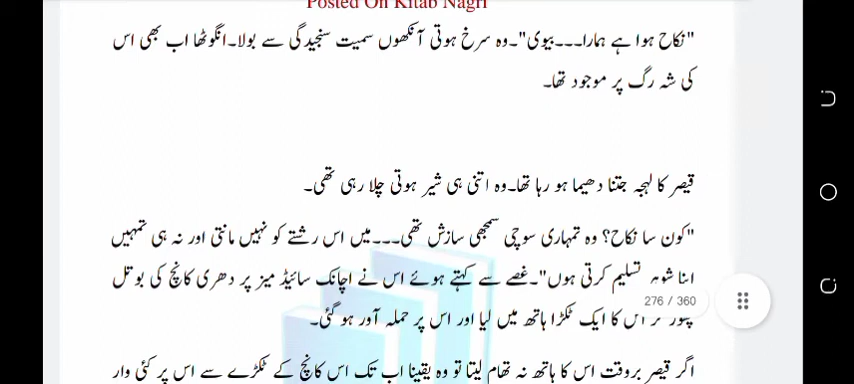 Posted On Kitab Nagri
"نکاح ہوا ہے ہمارا۔۔۔بیوی"۔وہ سرخ ہوتی آنکھوں سمیت سنجیدگی سے بولا۔انگوٹھا اب بھی اس
کی شہ رگ پر موجود تھا۔
قیصر کا لہجہ جتنا دھیما ہو رہا تھا۔وہ اتنی ہی شیر ہوتی چلا رہی تھی۔
"کون سا نکاح؟ وہ تمہاری سوچی سمجھی سازش تھی۔۔۔میں اس رشتے کو نہیں مانتی اور نہ ہی تمہیں
اپنا شوہر تسلیم کرتی ہوں"۔غصے سے کہتے ہوئے اس نے اچانک سائیڈ میز پر دھری کانچ کی بوتل
276 / 360
اس کا ایک ٹکڑا ہاتھ میں لیا اور اس پر حملہ آور ہو گئی۔
اگر قیصر بروقت اس کا ہاتھ نہ تھام لیتا تو وہ یقینا اب تک اس کانچ کے ٹکڑے سے اس پر کئی وار